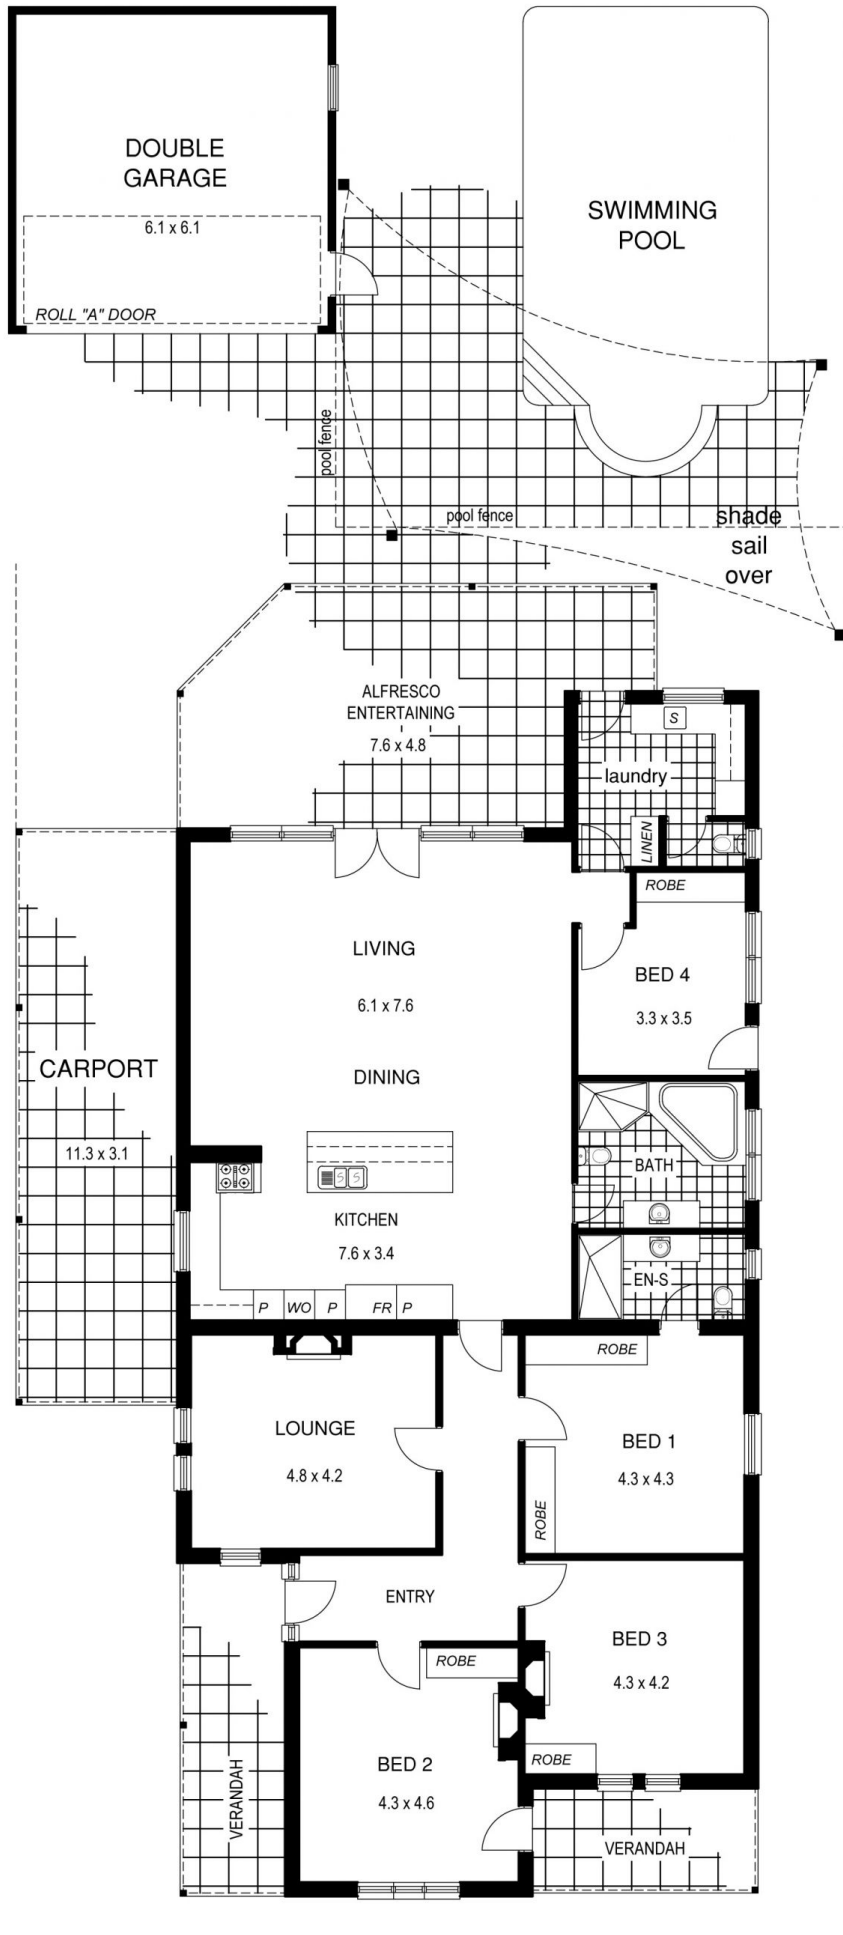 DOUBLE
GARAGE
6.1 x 6.1
ROLL "A" DOOR
SWIMMING
POOL
pool fence
pool fence
shade
sail
over
ALFRESCO
ENTERTAINING
7.6 x 4.8
S
laundry
LINEN
ROBE
LIVING
6.1 x 7.6
DINING
BED 4
3.3 x 3.5
CARPORT
11.3 x 3.1
BATH
S S
KITCHEN
7.6 x 3.4
EN-S
P WO P FR P
ROBE
LOUNGE
4.8 x 4.2
BED 1
4.3 x 4.3
ROBE
ENTRY
BED 3
4.3 x 4.2
ROBE
ROBE
BED 2
4.3 x 4.6
VERANDAH
VERANDAH